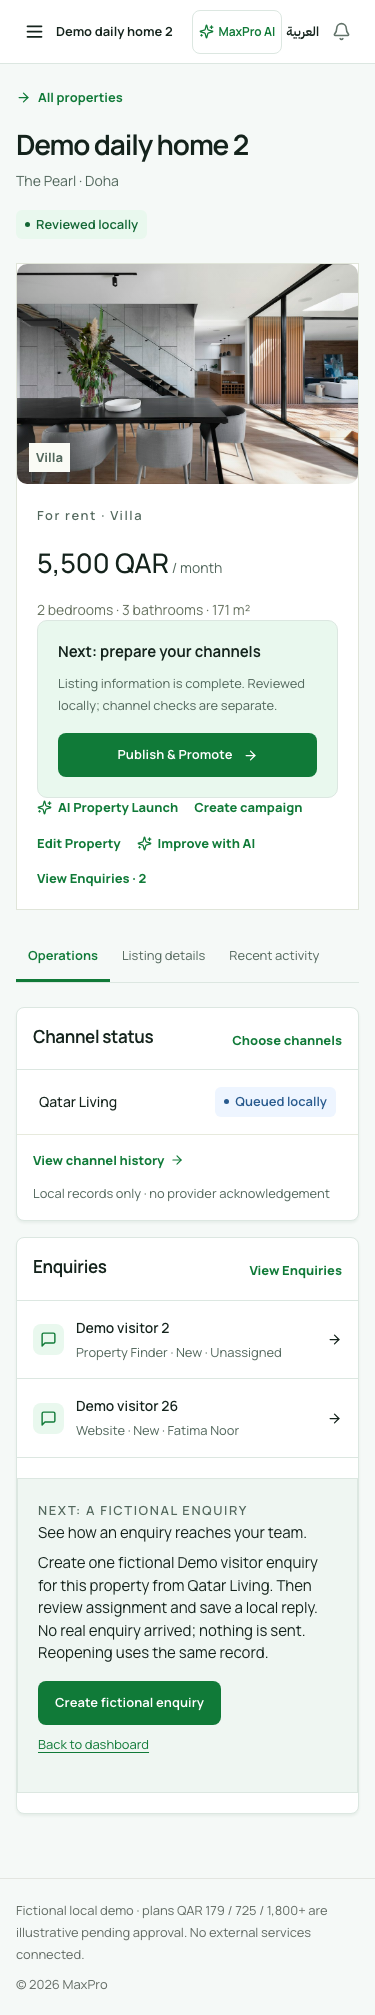 Demo daily home 2
MaxPro AI
العربية
All properties
Demo daily home 2
The Pearl · Doha
Reviewed locally
Villa
For rent · Villa
5,500 QAR / month
2 bedrooms · 3 bathrooms · 171 m²
Next: prepare your channels
Listing information is complete. Reviewed
locally; channel checks are separate.
Publish & Promote
AI Property Launch
Create campaign
Edit Property
Improve with AI
View Enquiries · 2
Operations
Listing details
Recent activity
Channel status
Choose channels
Qatar Living
Queued locally
View channel history
Local records only · no provider acknowledgement
Enquiries
View Enquiries
Demo visitor 2
Property Finder · New · Unassigned
Demo visitor 26
Website · New · Fatima Noor
NEXT: A FICTIONAL ENQUIRY
See how an enquiry reaches your team.
Create one fictional Demo visitor enquiry
for this property from Qatar Living. Then
review assignment and save a local reply.
No real enquiry arrived; nothing is sent.
Reopening uses the same record.
Create fictional enquiry
Back to dashboard
Fictional local demo · plans QAR 179 / 725 / 1,800+ are
illustrative pending approval. No external services
connected.
© 2026 MaxPro